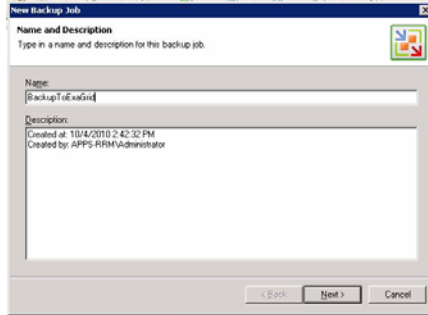 New Backup Job
Name and Description
Type in a name and description for this backup job.
Name:
BackupToExaGrid
Description:
Created at: 10/4/2010 2:42:32 PM
Created by: APPS-RRM\Administrator
< Back
Next >
Cancel